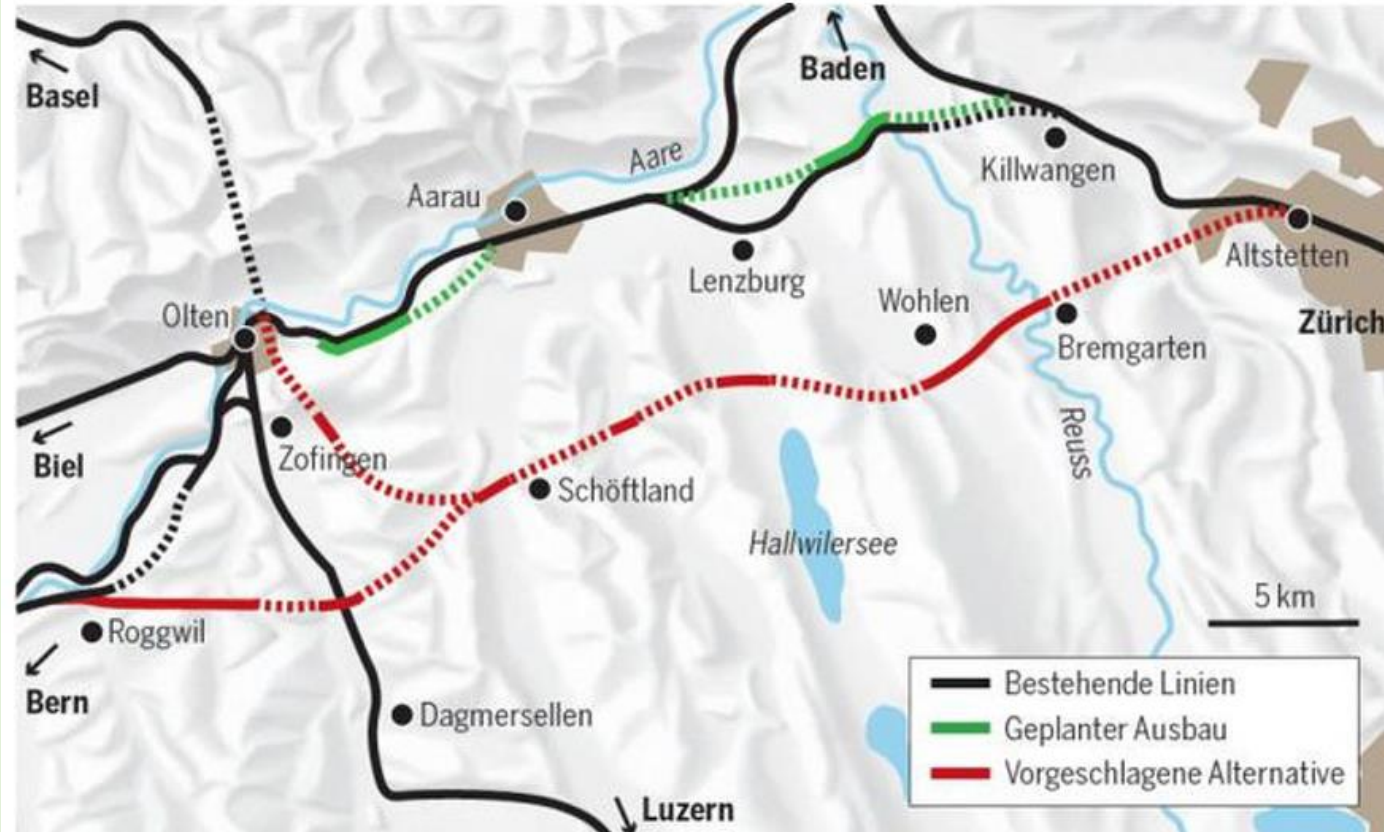 Baden
Basel
Aare
Killwangen
Aarau
Altstetten
Lenzburg
Wohlen
Olten
Zürich
Bremgarten
Reuss
Biel
Zofingen
Schöftland
Hallwilersee
5 km
Roggwil
Bern
Dagmersellen
Luzern
Bestehende Linien
Geplanter Ausbau
Vorgeschlagene Alternative